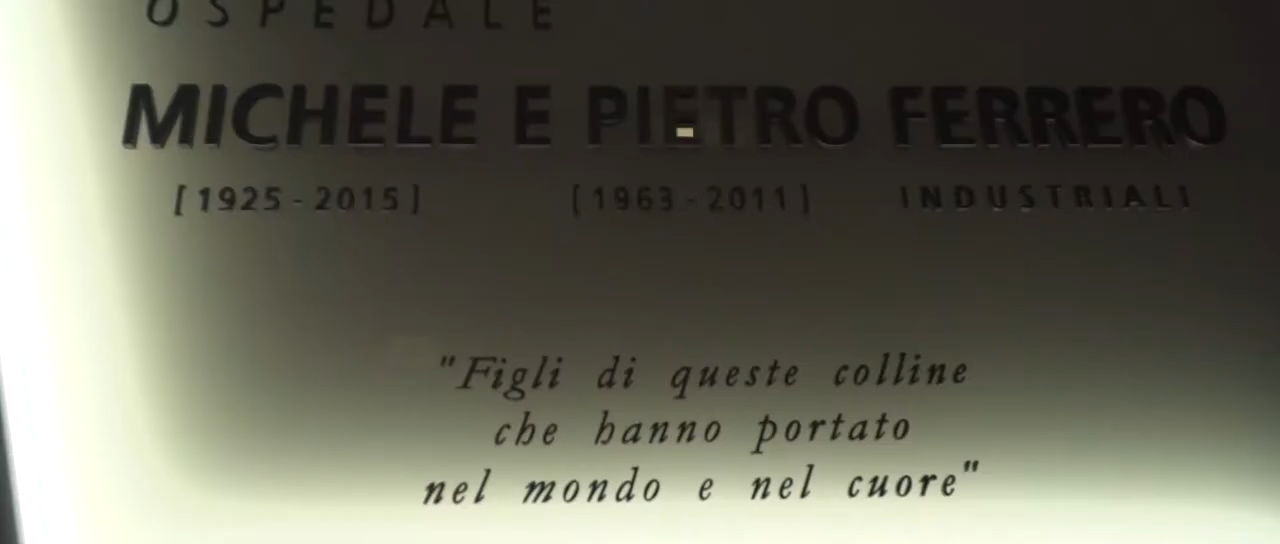 OSPEDALE
MICHELE E PIETRO FERRERO
[1925-2015] [1963-2011] INDUSTRIALI
"Figli di queste colline
che hanno portato
nel mondo e nel cuore"